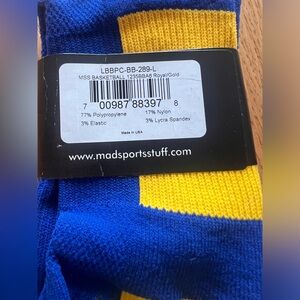 LBBPC-BB-289-L
MSS BASKETBALL 1235BBAB Royal/Gold
7 00987 88397 8
77% Polypropylene 17% Nylon
3% Elastic 3% Lycra Spandex
Made in USA
www.madsportsstuff.com